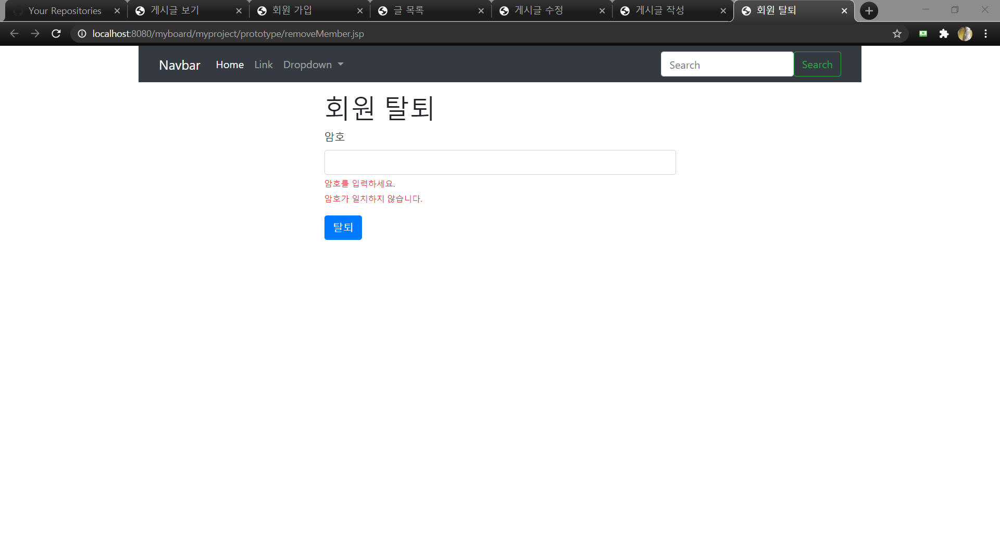 Your Repositories
게시글 보기
회원 가입
글 목록
게시글 수정
게시글 작성
회원 탈퇴
localhost:8080/myboard/myproject/prototype/removeMember.jsp
Navbar Home Link Dropdown Search Search
회원 탈퇴
암호
암호를 입력하세요.
암호가 일치하지 않습니다.
탈퇴